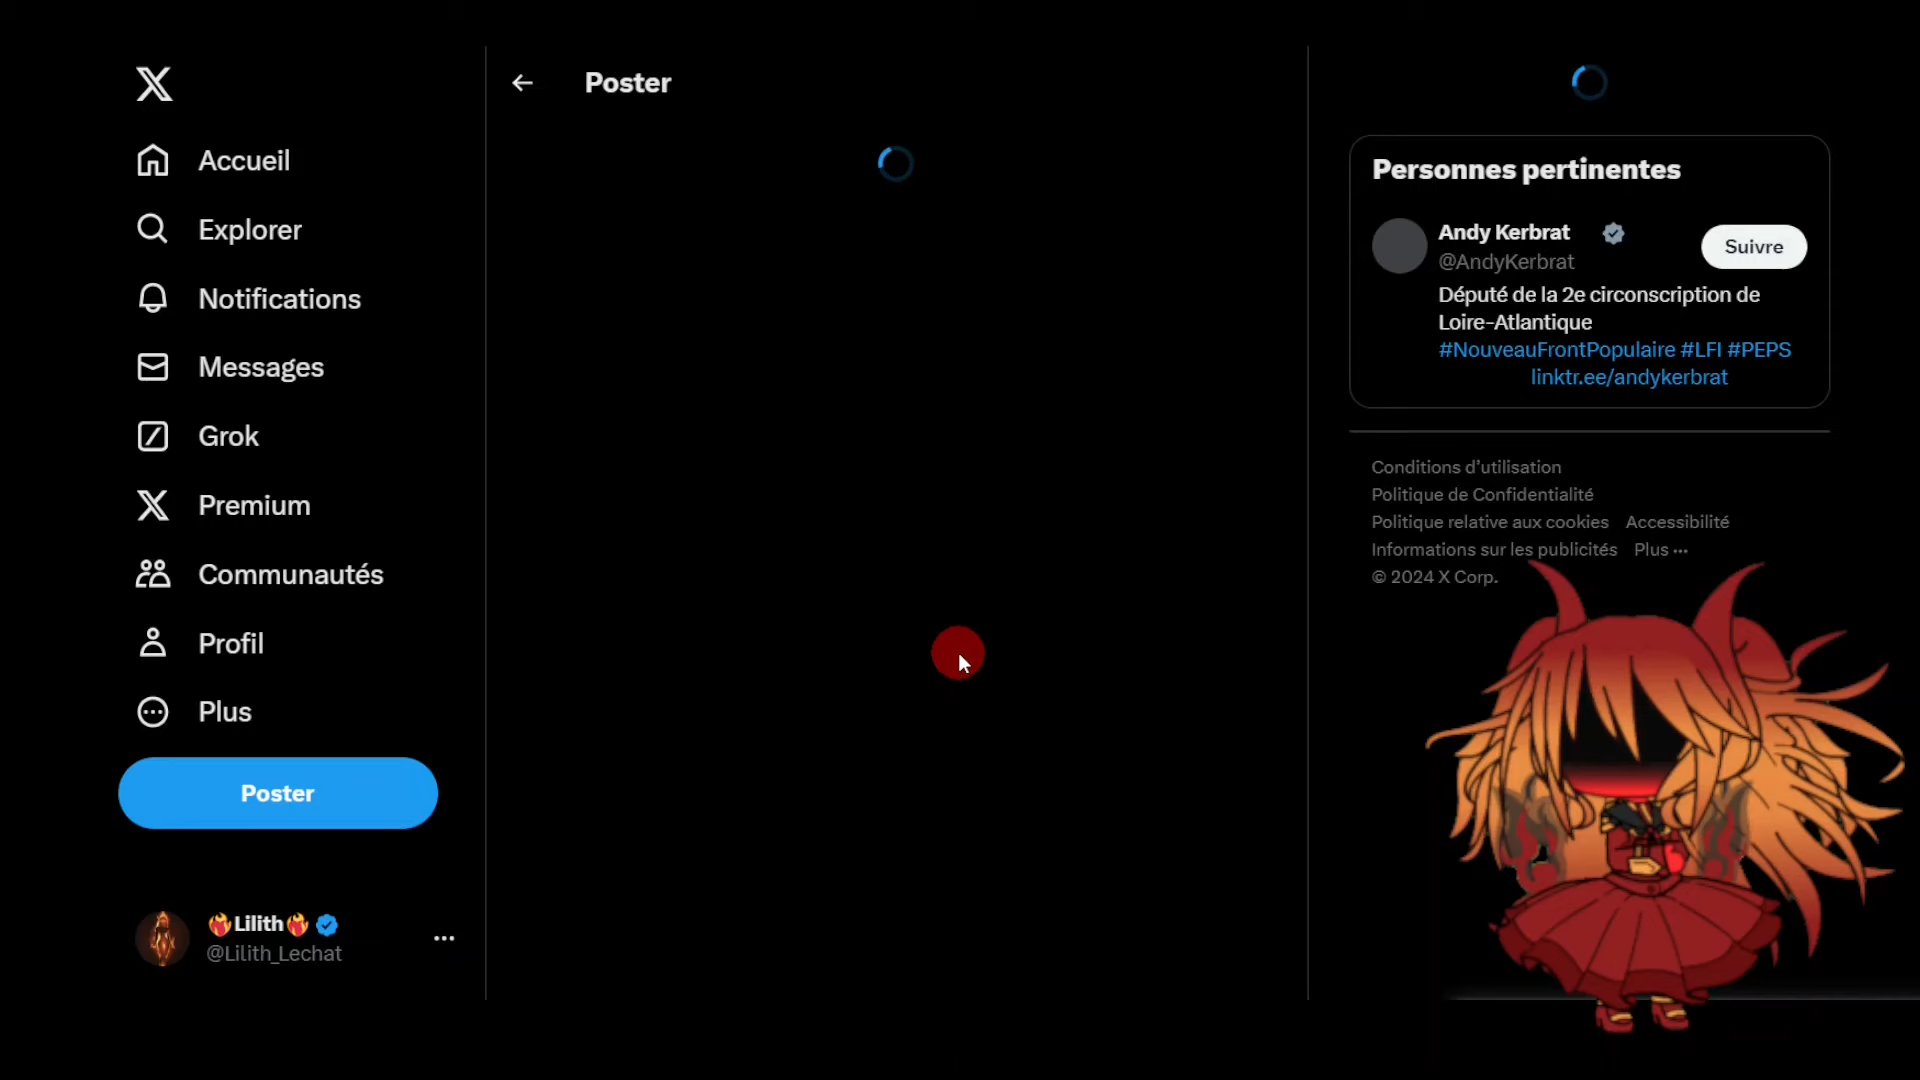 Accueil
Explorer
Notifications
Messages
Grok
Premium
Communautés
Profil
Plus
Poster
🔥Lilith🔥
@Lilith_Lechat
Poster
Personnes pertinentes
Andy Kerbrat
@AndyKerbrat
Suivre
Député de la 2e circonscription de
Loire-Atlantique
#NouveauFrontPopulaire #LFI #PEPS
linktr.ee/andykerbrat
Conditions d'utilisation
Politique de Confidentialité
Politique relative aux cookies Accessibilité
Informations sur les publicités Plus ···
© 2024 X Corp.